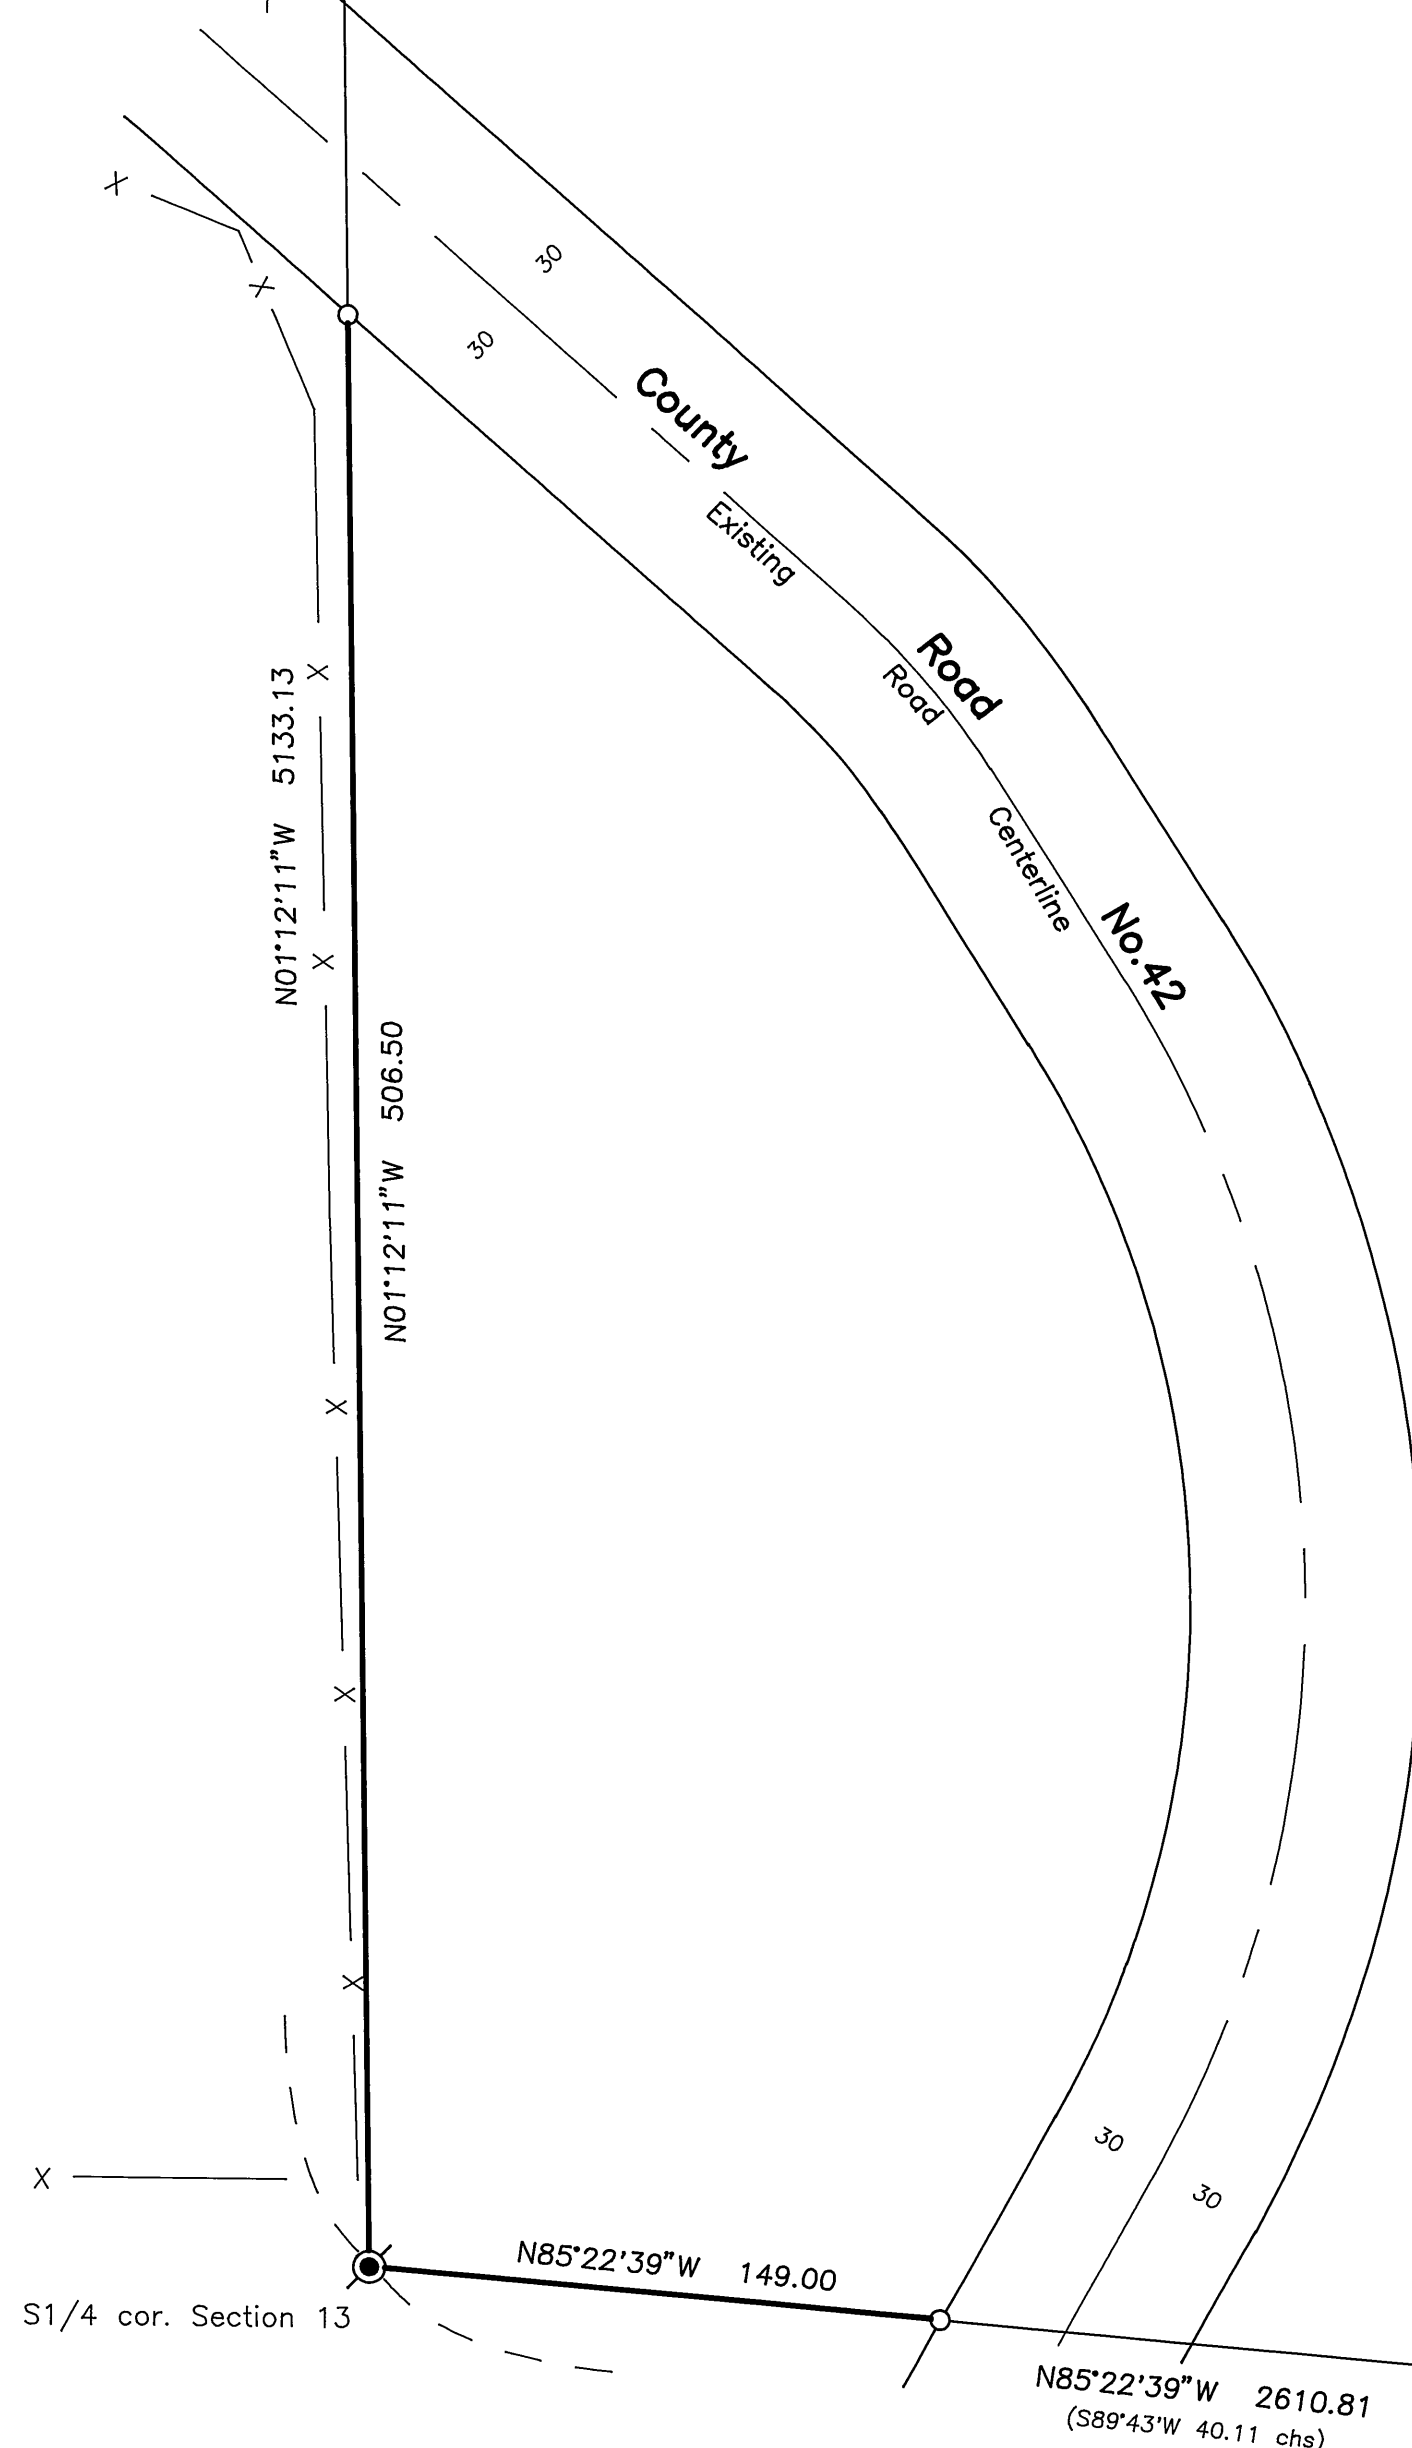 30
30
County
Existing
Road
Road
N01°12'11"W 5133.13
Centerline
No.42
N01°12'11"W 506.50
X
X
X
X
X
X
X
X
30
30
N85°22'39"W 149.00
S1/4 cor. Section 13
N85°22'39"W 2610.81
(S89°43'W 40.11 chs)